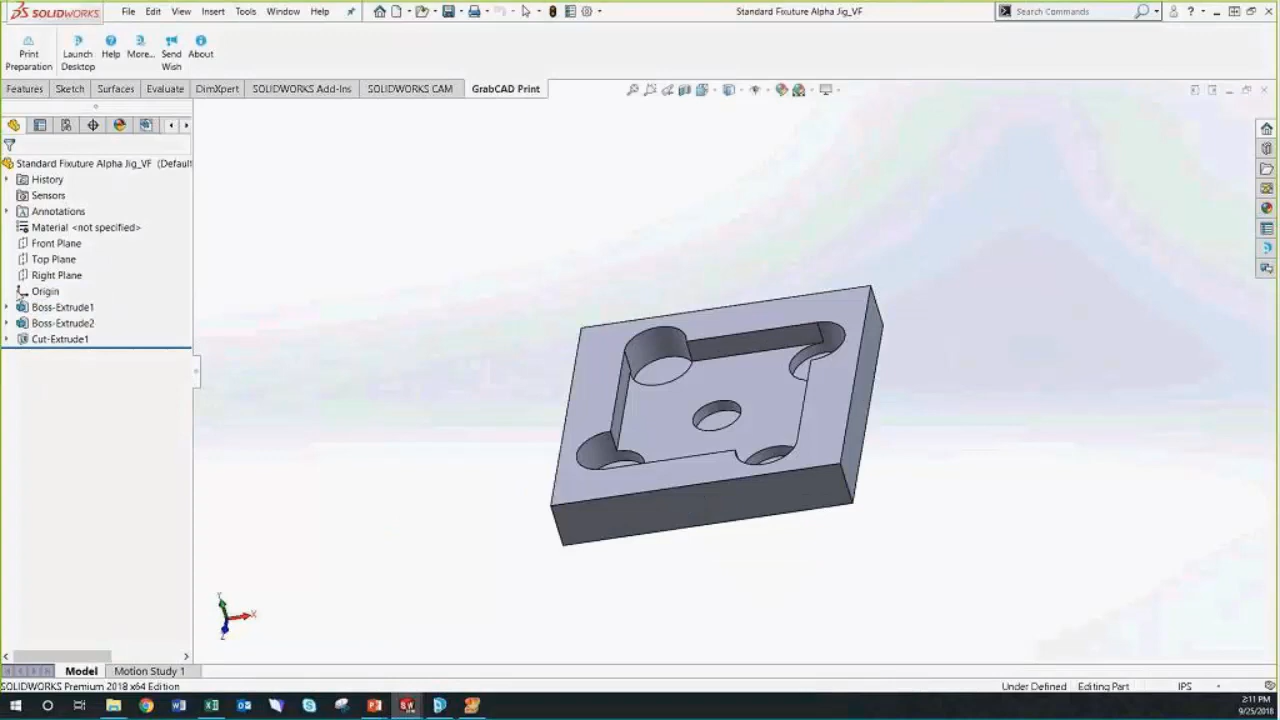 SOLIDWORKS
File Edit View Insert Tools Window Help
Standard Fixuture Alpha Jig_VF
Search Commands
Print Preparation
Launch Desktop
Help
More...
Send Wish
About
Features Sketch Surfaces Evaluate DimXpert SOLIDWORKS Add-Ins SOLIDWORKS CAM GrabCAD Print
Standard Fixuture Alpha Jig_VF (Default
History
Sensors
Annotations
Material <not specified>
Front Plane
Top Plane
Right Plane
Origin
Boss-Extrude1
Boss-Extrude2
Cut-Extrude1
Y
X
Z
Model Motion Study 1
SOLIDWORKS Premium 2018 x64 Edition
Under Defined Editing Part IPS
2:11 PM
9/25/2018